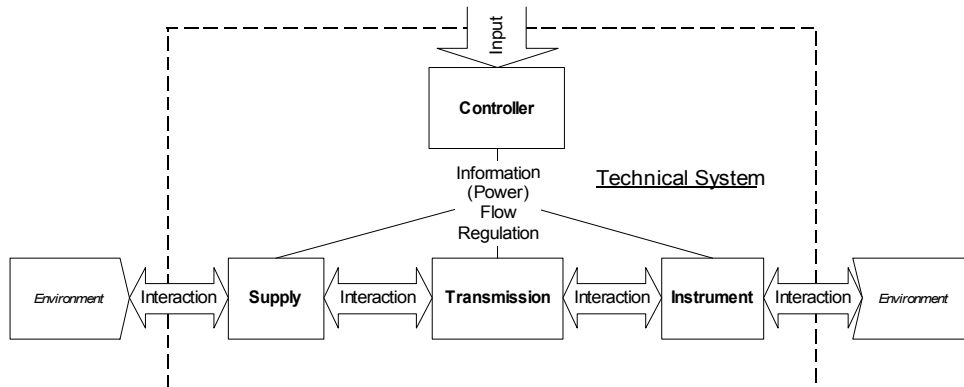 Input
Controller
Information
(Power)
Flow
Regulation
Technical System
Environment
Interaction
Supply
Interaction
Transmission
Interaction
Instrument
Interaction
Environment